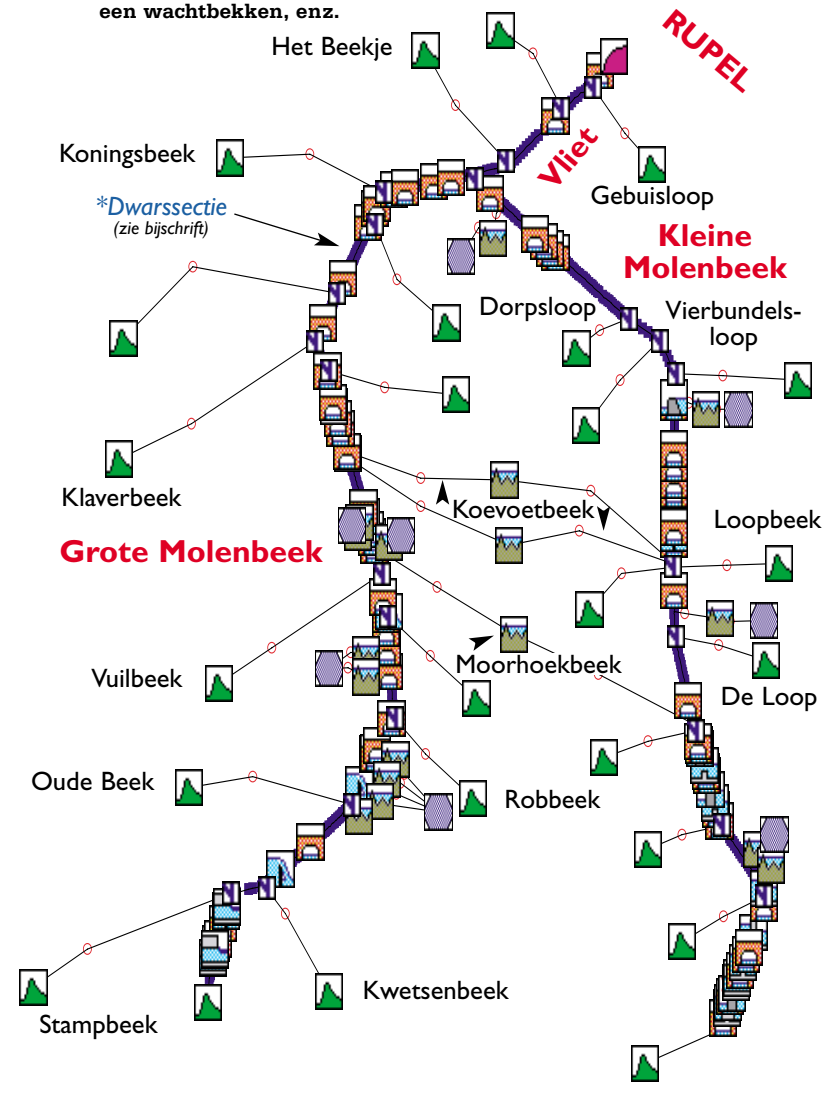 een wachtbekken, enz.
RUPEL
Het Beekje
Vliet
Koningsbeek
Gebuisloop
*Dwarssectie
(zie bijschrift)
Kleine
Molenbeek
Dorpsloop
Vierbundels-
loop
Klaverbeek
Koevoetbeek
Loopbeek
Grote Molenbeek
Moorhoekbeek
Vuilbeek
De Loop
Oude Beek
Robbeek
Kwetsenbeek
Stampbeek